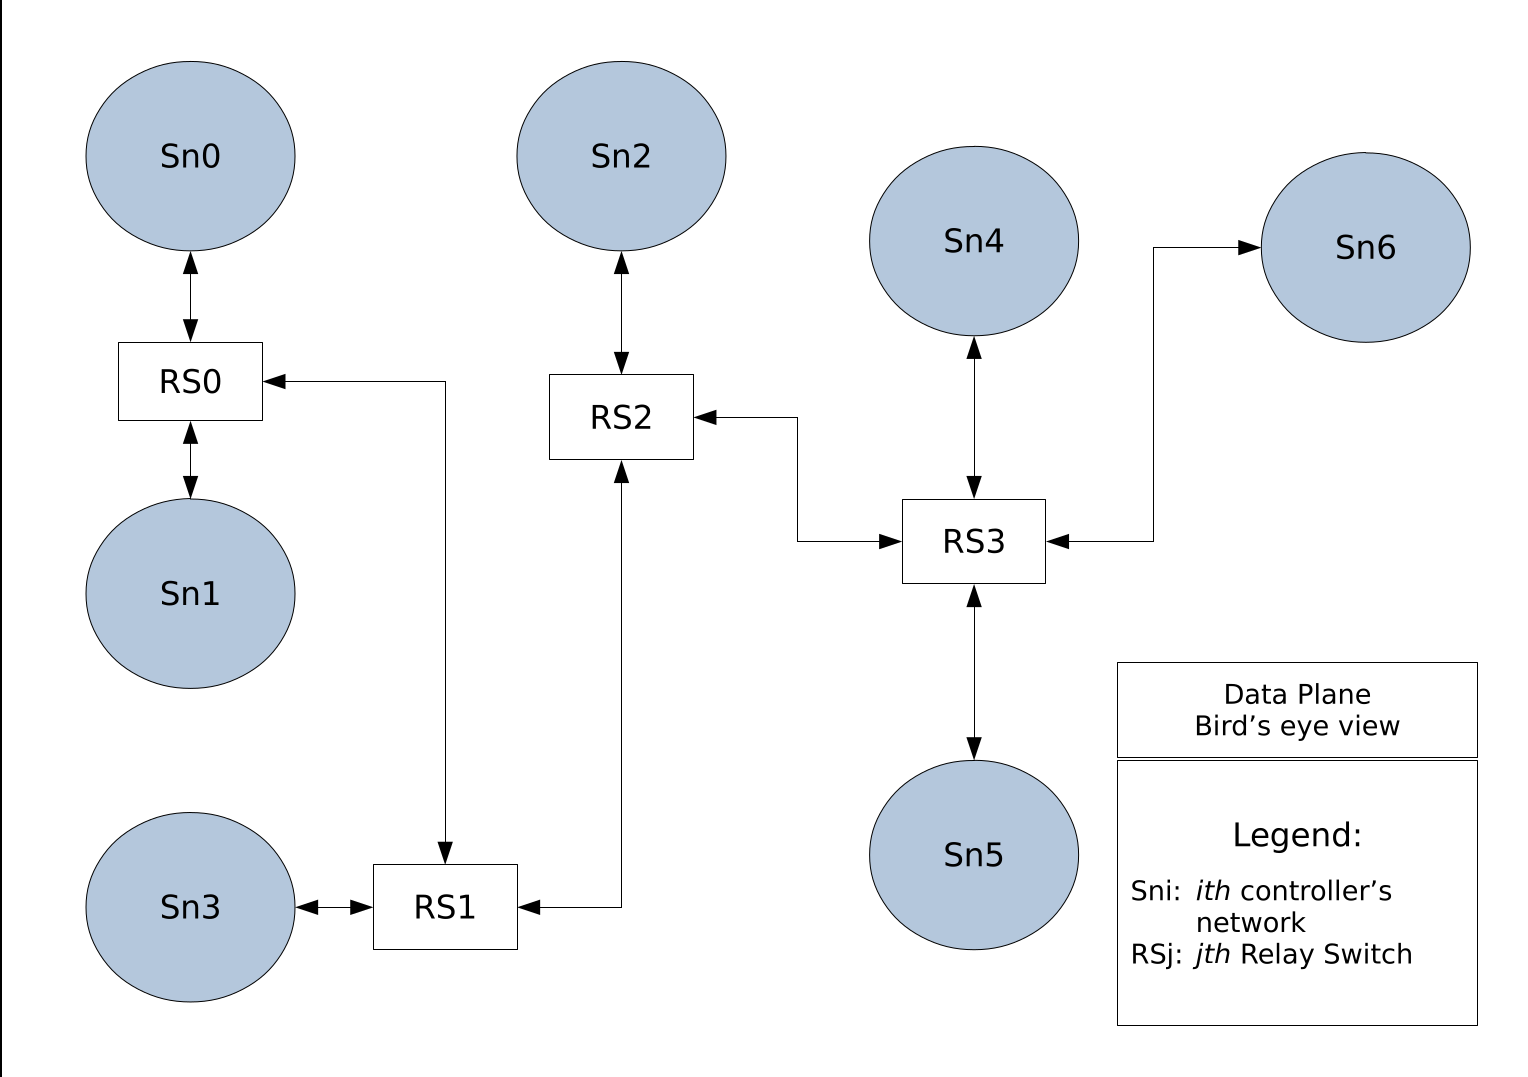 Sn0
Sn2
Sn4
Sn6
RS0
RS2
RS3
Sn1
Sn3
RS1
Sn5
Data Plane
Bird’s eye view
Legend:
Sni: ith controller’s
network
RSj: jth Relay Switch